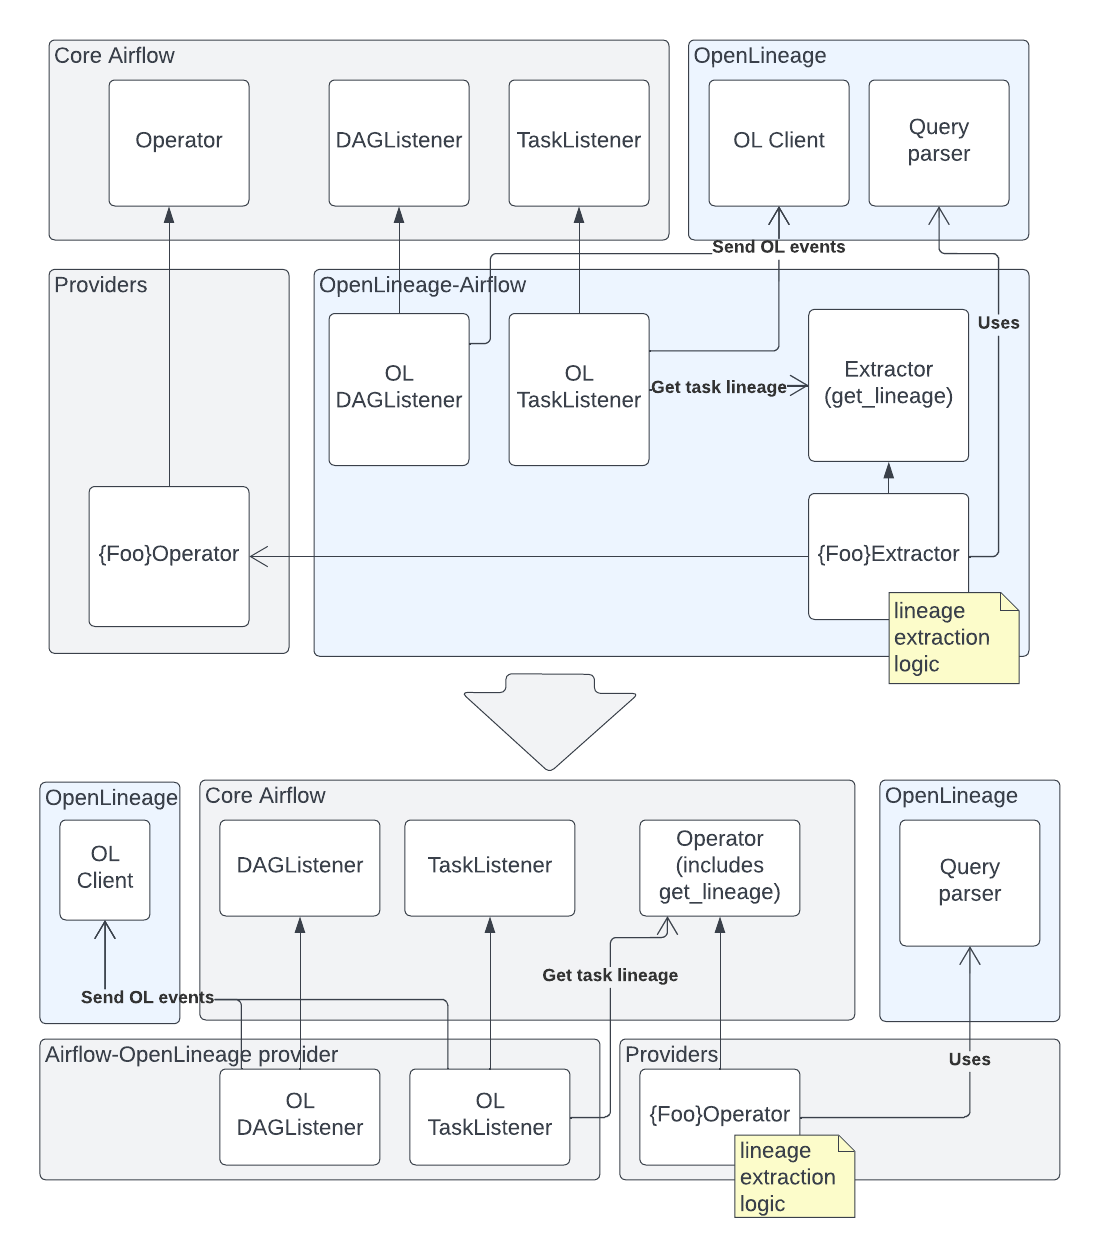 Core Airflow
OpenLineage
Operator
DAGListener
TaskListener
OL Client
Query
parser
Send OL events
Providers
OpenLineage-Airflow
Uses
OL
DAGListener
OL
TaskListener
Get task lineage
Extractor
(get_lineage)
{Foo}Operator
{Foo}Extractor
lineage
extraction
logic
OpenLineage
Core Airflow
OpenLineage
OL
Client
DAGListener
TaskListener
Operator
(includes
get_lineage)
Query
parser
Get task lineage
Send OL events
Airflow-OpenLineage provider
Providers
Uses
OL
DAGListener
OL
TaskListener
{Foo}Operator
lineage
extraction
logic